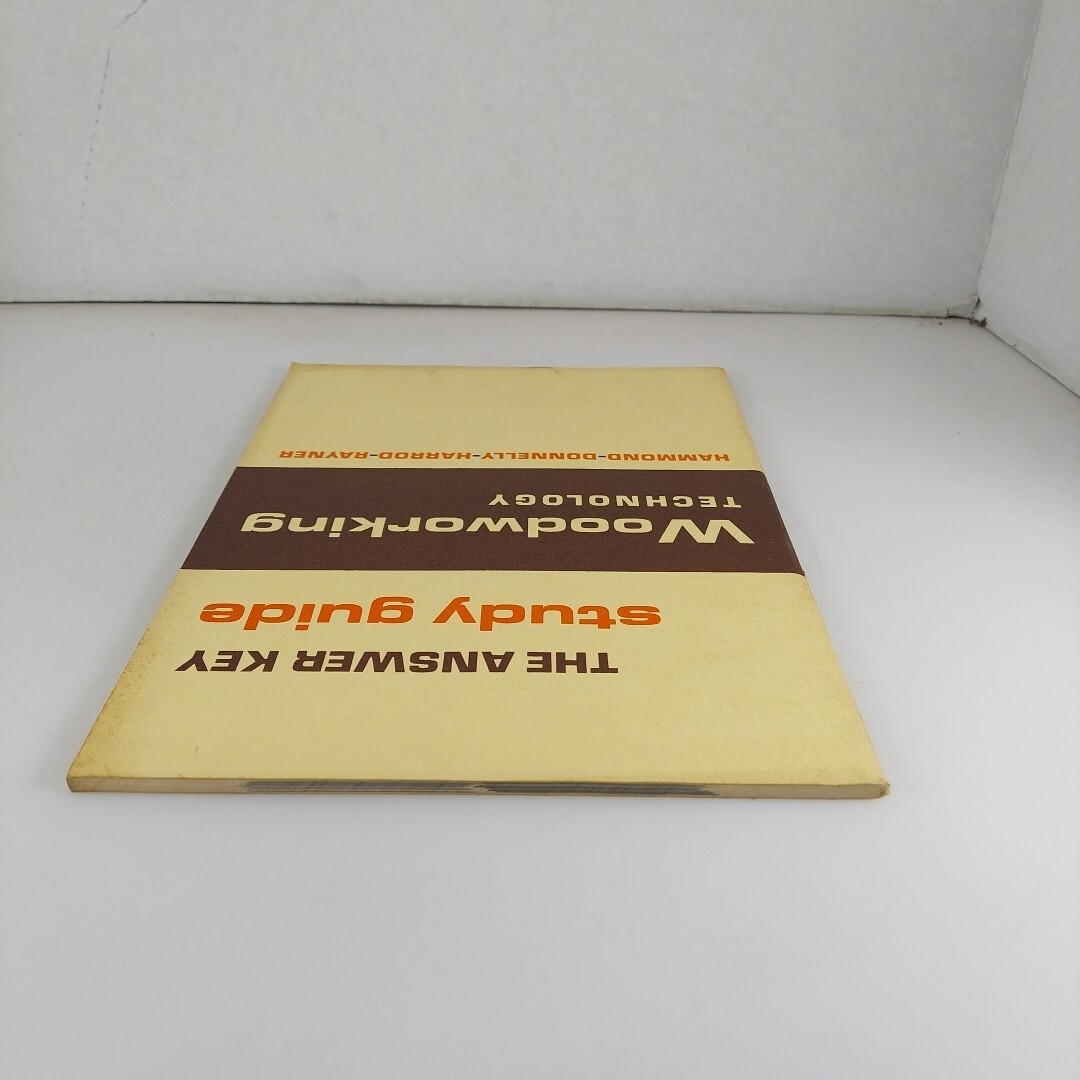 THE ANSWER KEY
study guide
Woodworking
TECHNOLOGY
HAMMOND-DONNELLY-HARROD-RAYNER